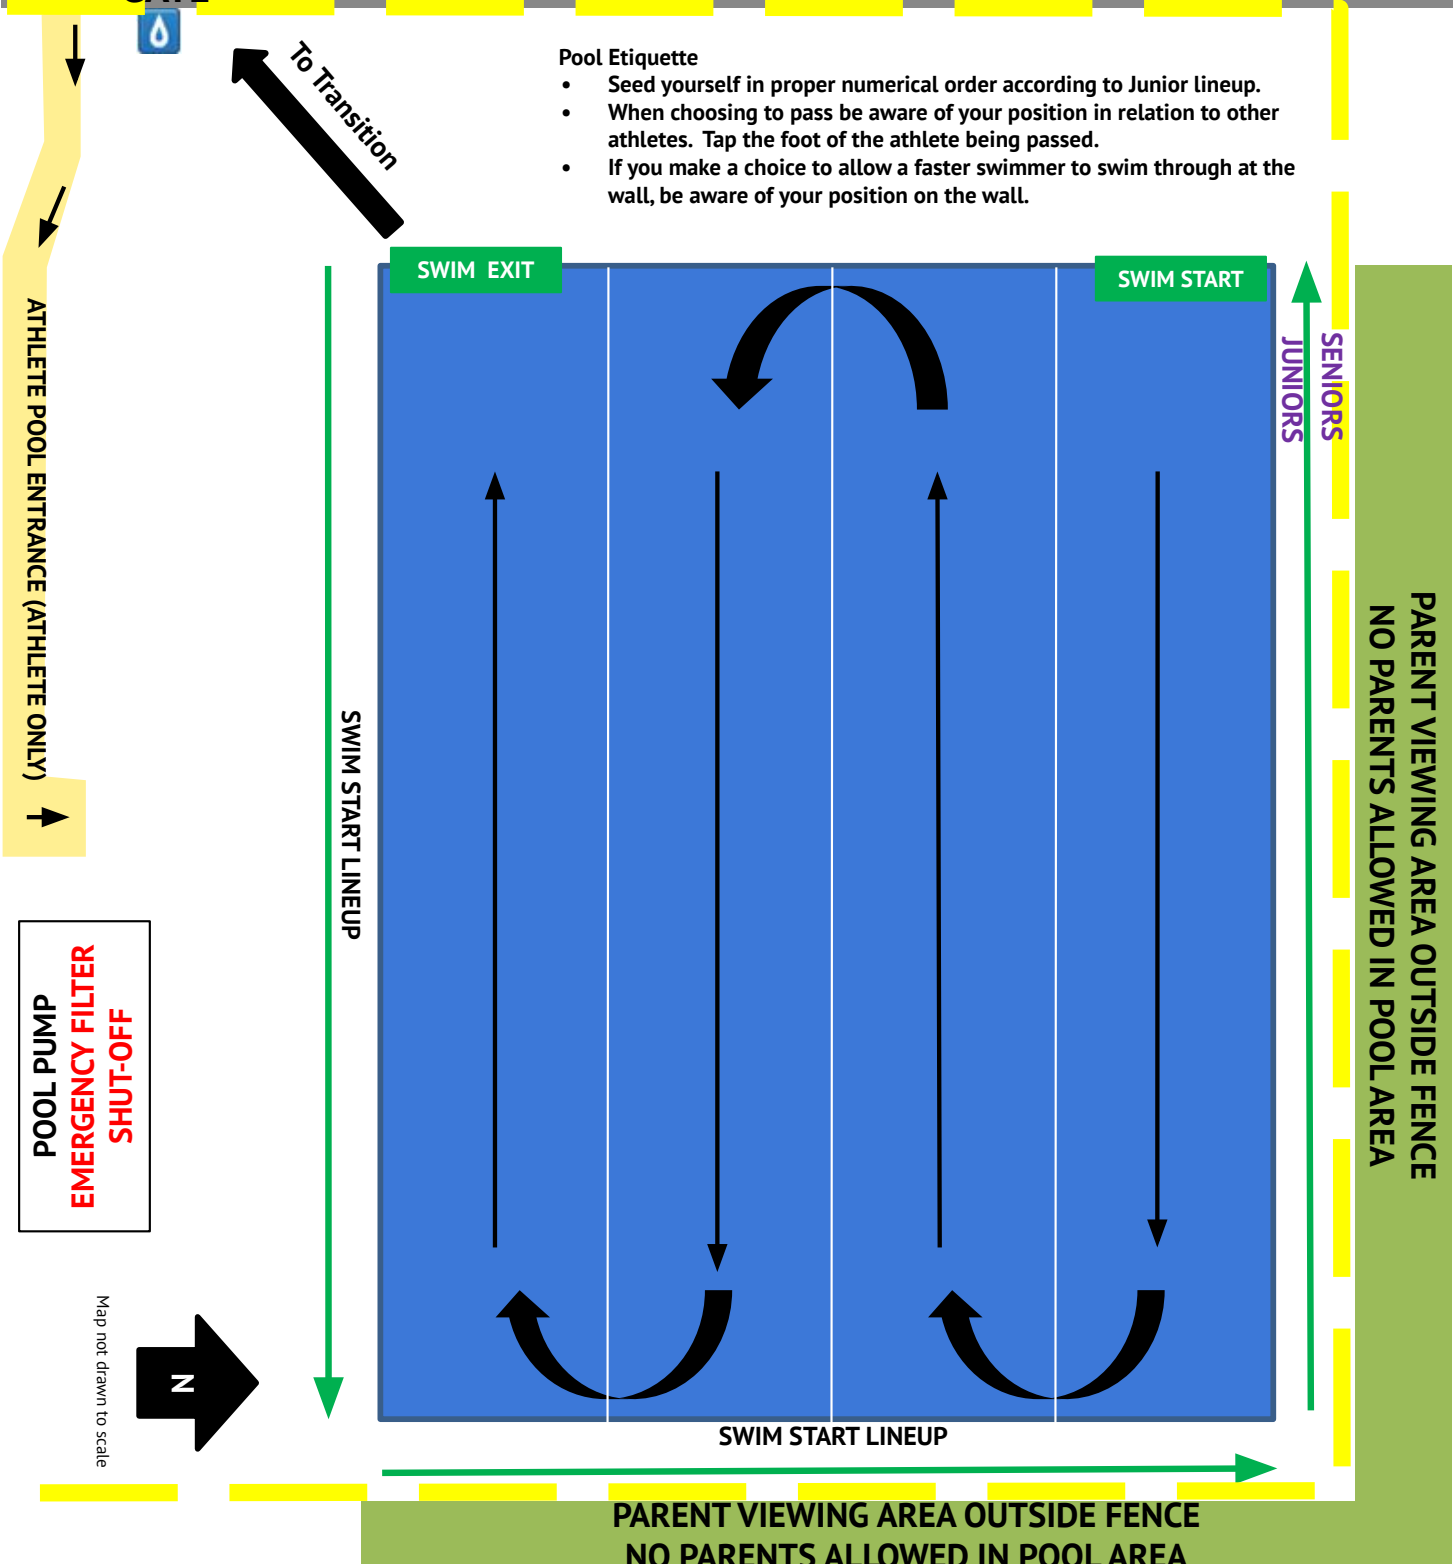 GATE
To Transition
Pool Etiquette
• Seed yourself in proper numerical order according to Junior lineup.
• When choosing to pass be aware of your position in relation to other
athletes. Tap the foot of the athlete being passed.
• If you make a choice to allow a faster swimmer to swim through at the
wall, be aware of your position on the wall.
SWIM EXIT
SWIM START
SENIORS
JUNIORS
ATHLETE POOL ENTRANCE (ATHLETE ONLY)
SWIM START LINEUP
PARENT VIEWING AREA OUTSIDE FENCE
NO PARENTS ALLOWED IN POOL AREA
POOL PUMP
EMERGENCY FILTER
SHUT-OFF
Map not drawn to scale
N
SWIM START LINEUP
PARENT VIEWING AREA OUTSIDE FENCE
NO PARENTS ALLOWED IN POOL AREA